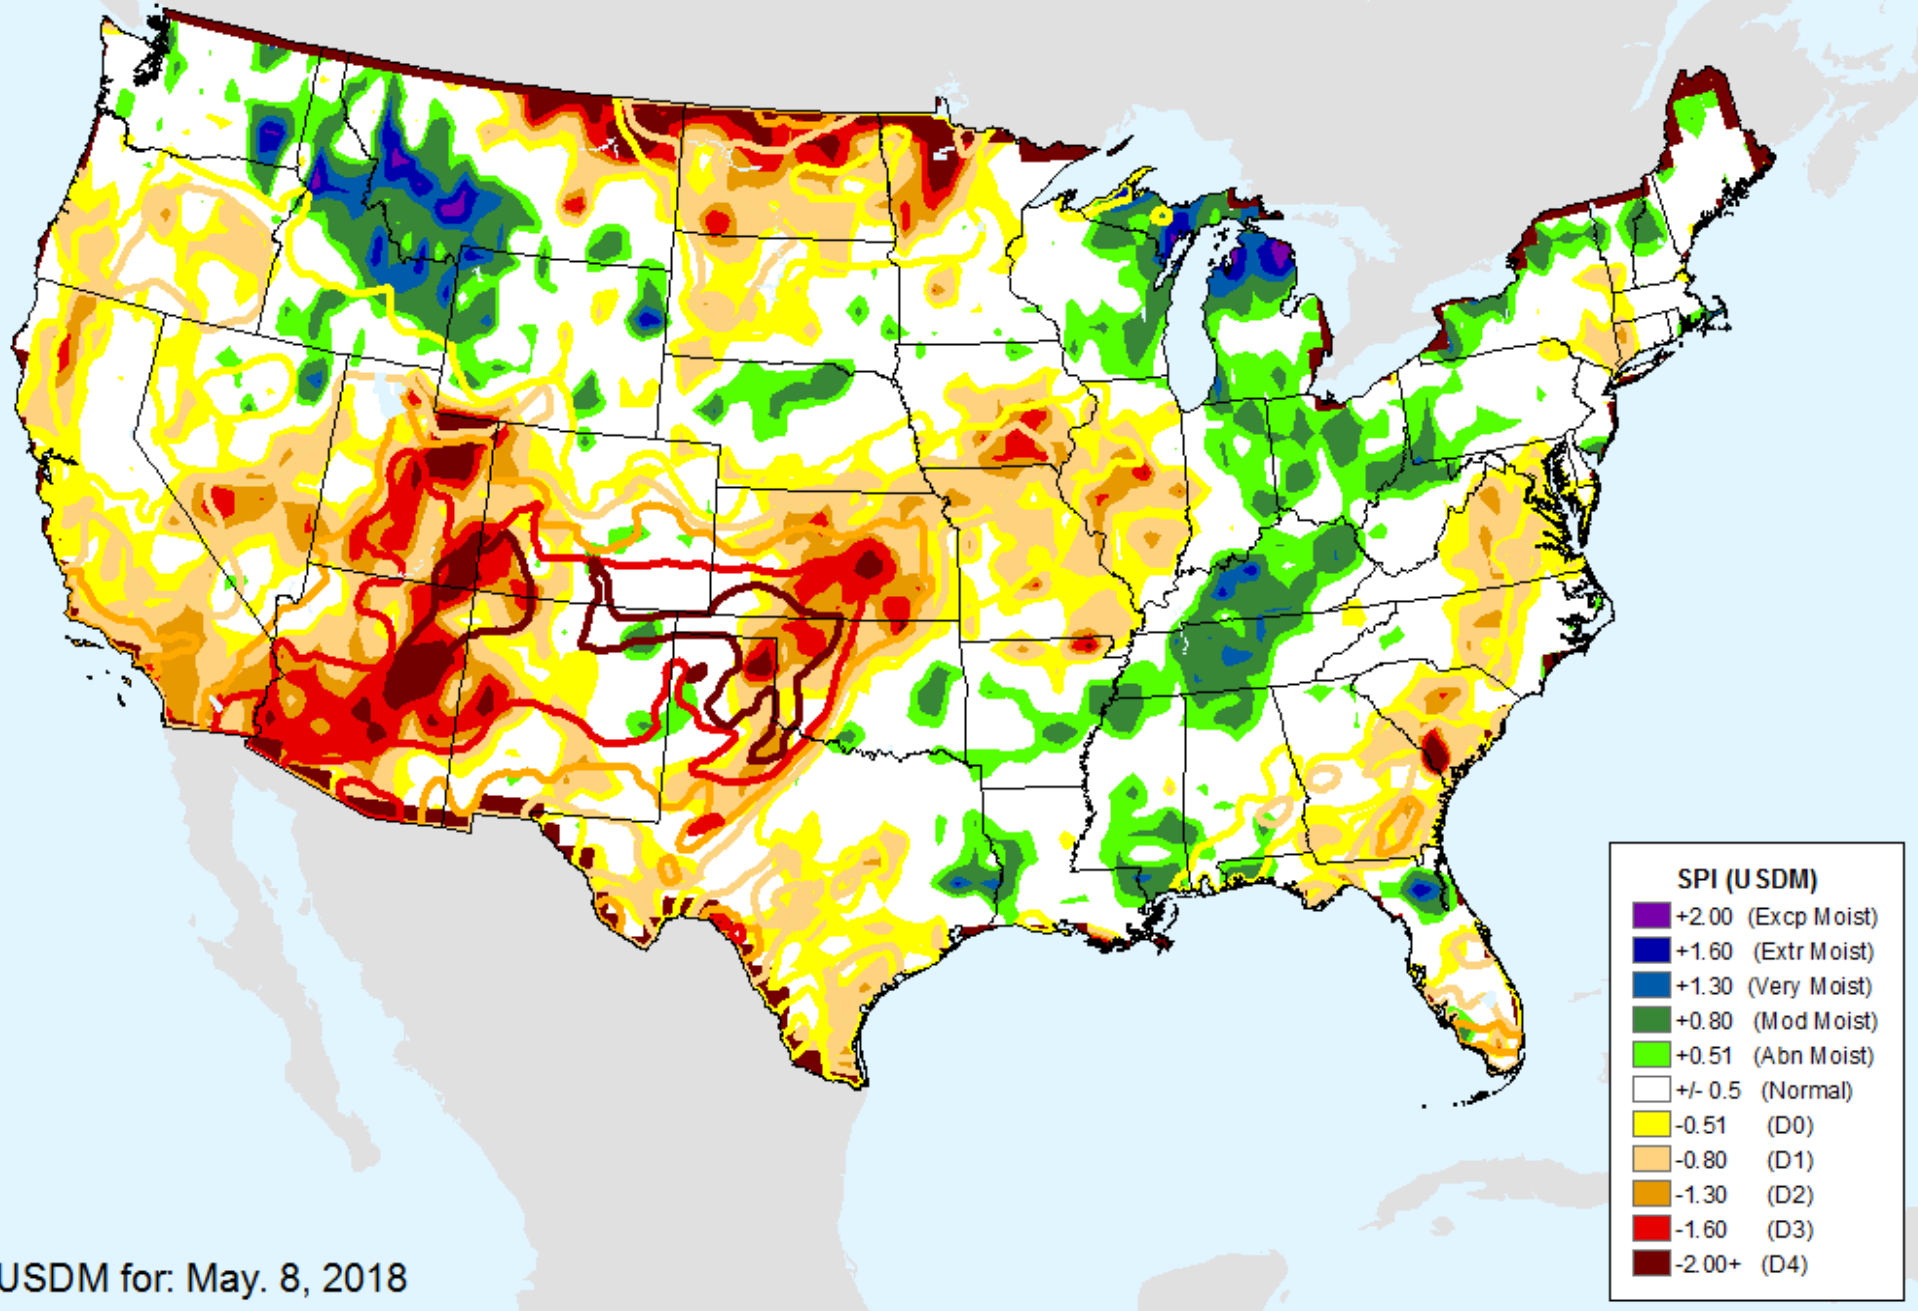 SPI (USDM)
+2.00 (Excp Moist)
+1.60 (Extr Moist)
+1.30 (Very Moist)
+0.80 (Mod Moist)
+0.51 (Abn Moist)
+/- 0.5 (Normal)
-0.51 (D0)
-0.80 (D1)
-1.30 (D2)
-1.60 (D3)
-2.00+ (D4)
USDM for: May. 8, 2018